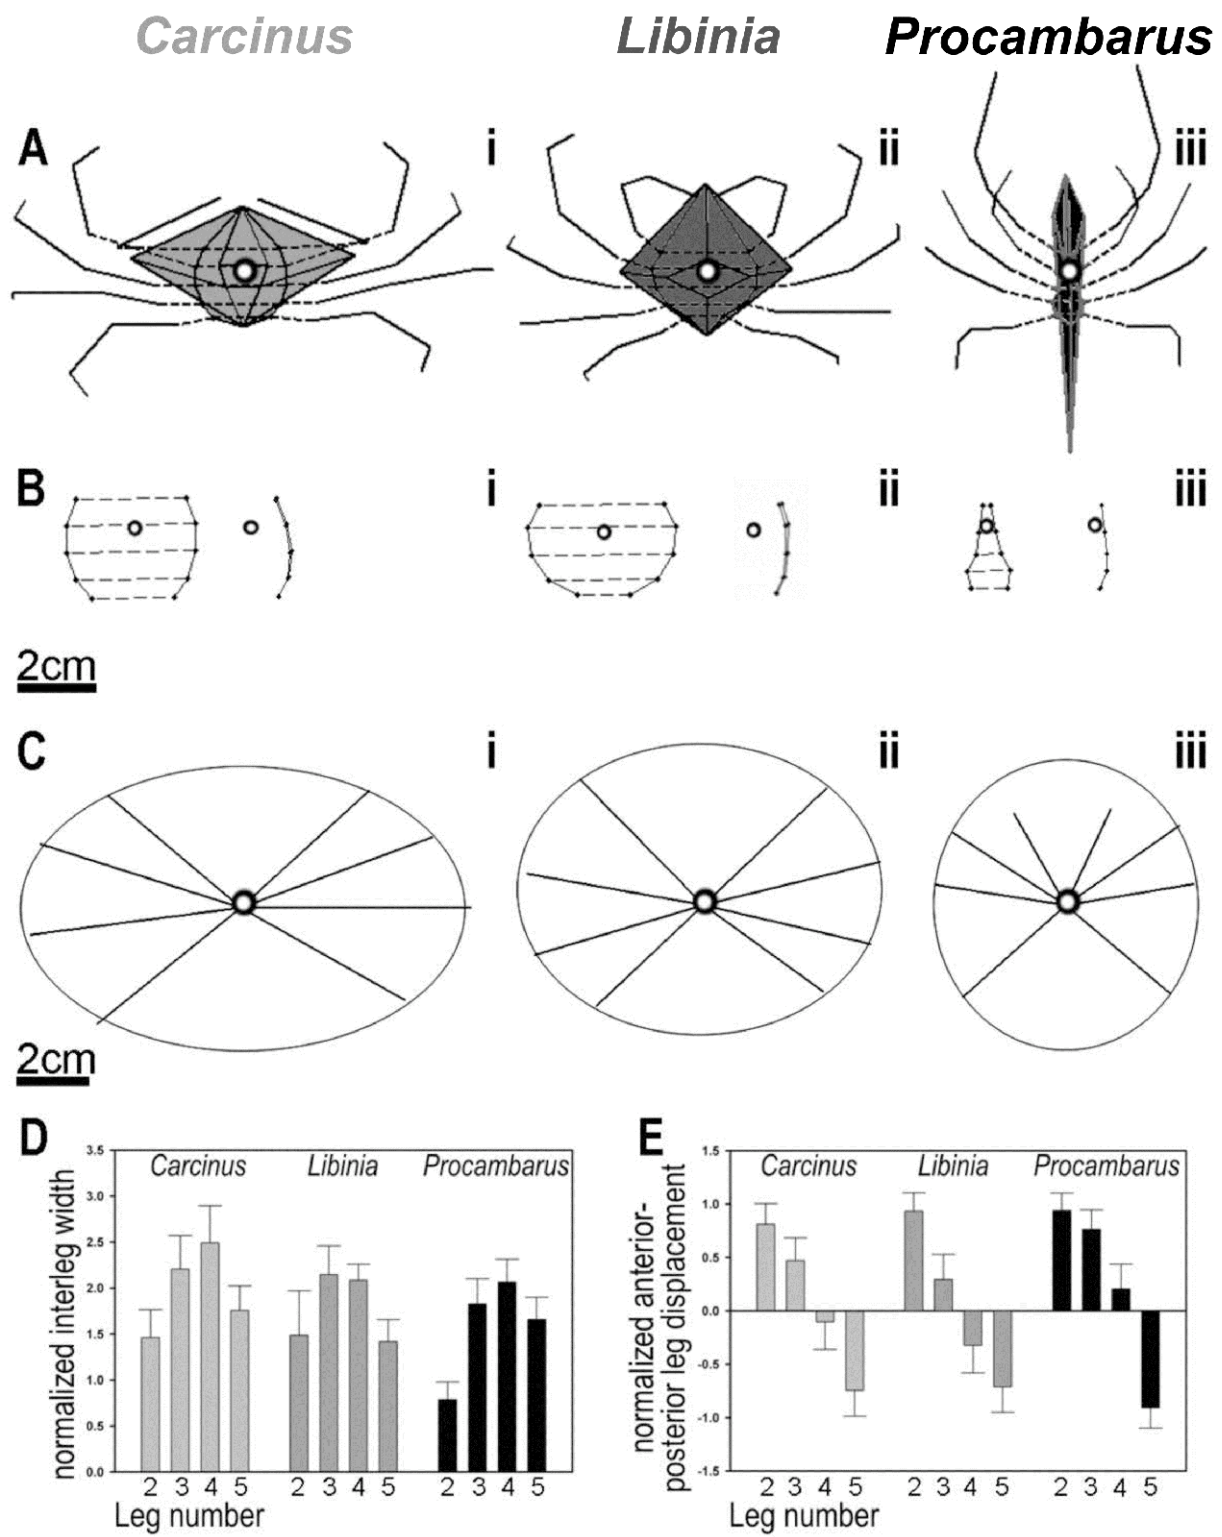 Carcinus Libinia Procambarus
A i ii iii
B i ii iii
2cm
C i ii iii
2cm
D
3.5
3.0
2.5
2.0
1.5
1.0
0.5
0.0
normalized interleg width
Carcinus Libinia Procambarus
2 3 4 5 2 3 4 5 2 3 4 5
Leg number
E
1.5
1.0
0.5
0.0
-0.5
-1.0
-1.5
normalized anterior-
posterior leg displacement
Carcinus Libinia Procambarus
2 3 4 5 2 3 4 5 2 3 4 5
Leg number